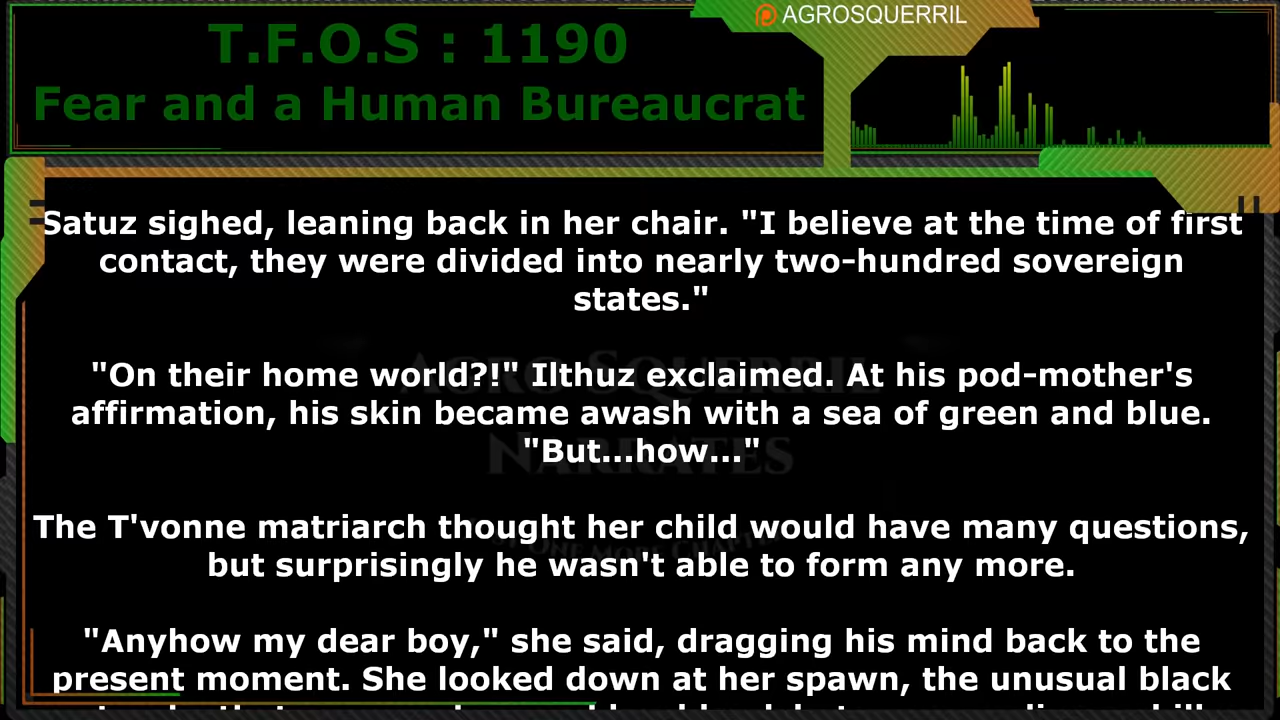 AGROSQUERRIL
T.F.O.S : 1190
Fear and a Human Bureaucrat
Satuz sighed, leaning back in her chair. "I believe at the time of first
contact, they were divided into nearly two-hundred sovereign
states."
"On their home world?!" Ilthuz exclaimed. At his pod-mother's
affirmation, his skin became awash with a sea of green and blue.
"But...how..."
AGRO SQUERRIL
NARRATES
The T'vonne matriarch thought her child would have many questions,
but surprisingly he wasn't able to form any more.
"Anyhow my dear boy," she said, dragging his mind back to the
present moment. She looked down at her spawn, the unusual black